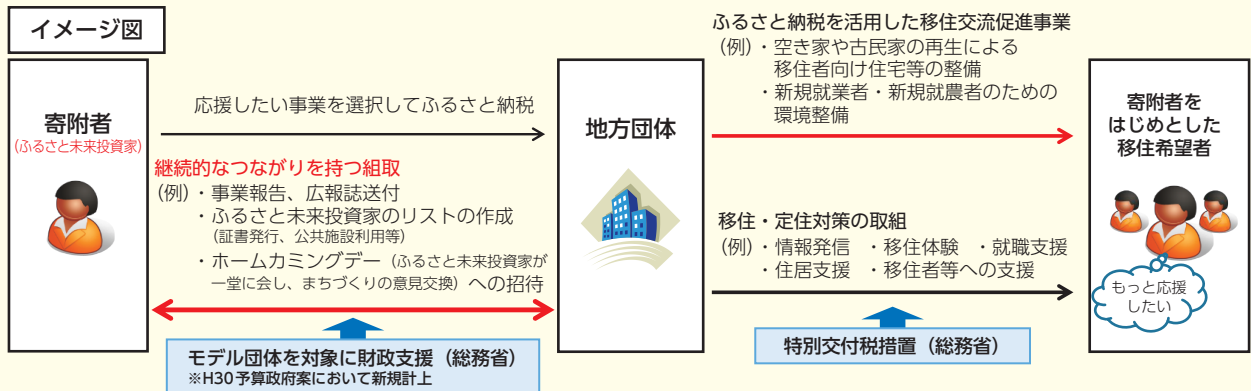 イメージ図
寄附者
(ふるさと未来投資家)
応援したい事業を選択してふるさと納税
継続的なつながりを持つ組取
(例)・事業報告、広報誌送付
・ふるさと未来投資家のリストの作成
(証書発行、公共施設利用等)
・ホームカミングデー(ふるさと未来投資家が
一堂に会し、まちづくりの意見交換)への招待
モデル団体を対象に財政支援(総務省)
※H30予算政府案において新規計上
地方団体
ふるさと納税を活用した移住交流促進事業
(例)・空き家や古民家の再生による
移住者向け住宅等の整備
・新規就業者・新規就農者のための
環境整備
移住・定住対策の取組
(例)・情報発信 ・移住体験 ・就職支援
・住居支援 ・移住者等への支援
特別交付税措置(総務省)
寄附者を
はじめとした
移住希望者
もっと応援
したい